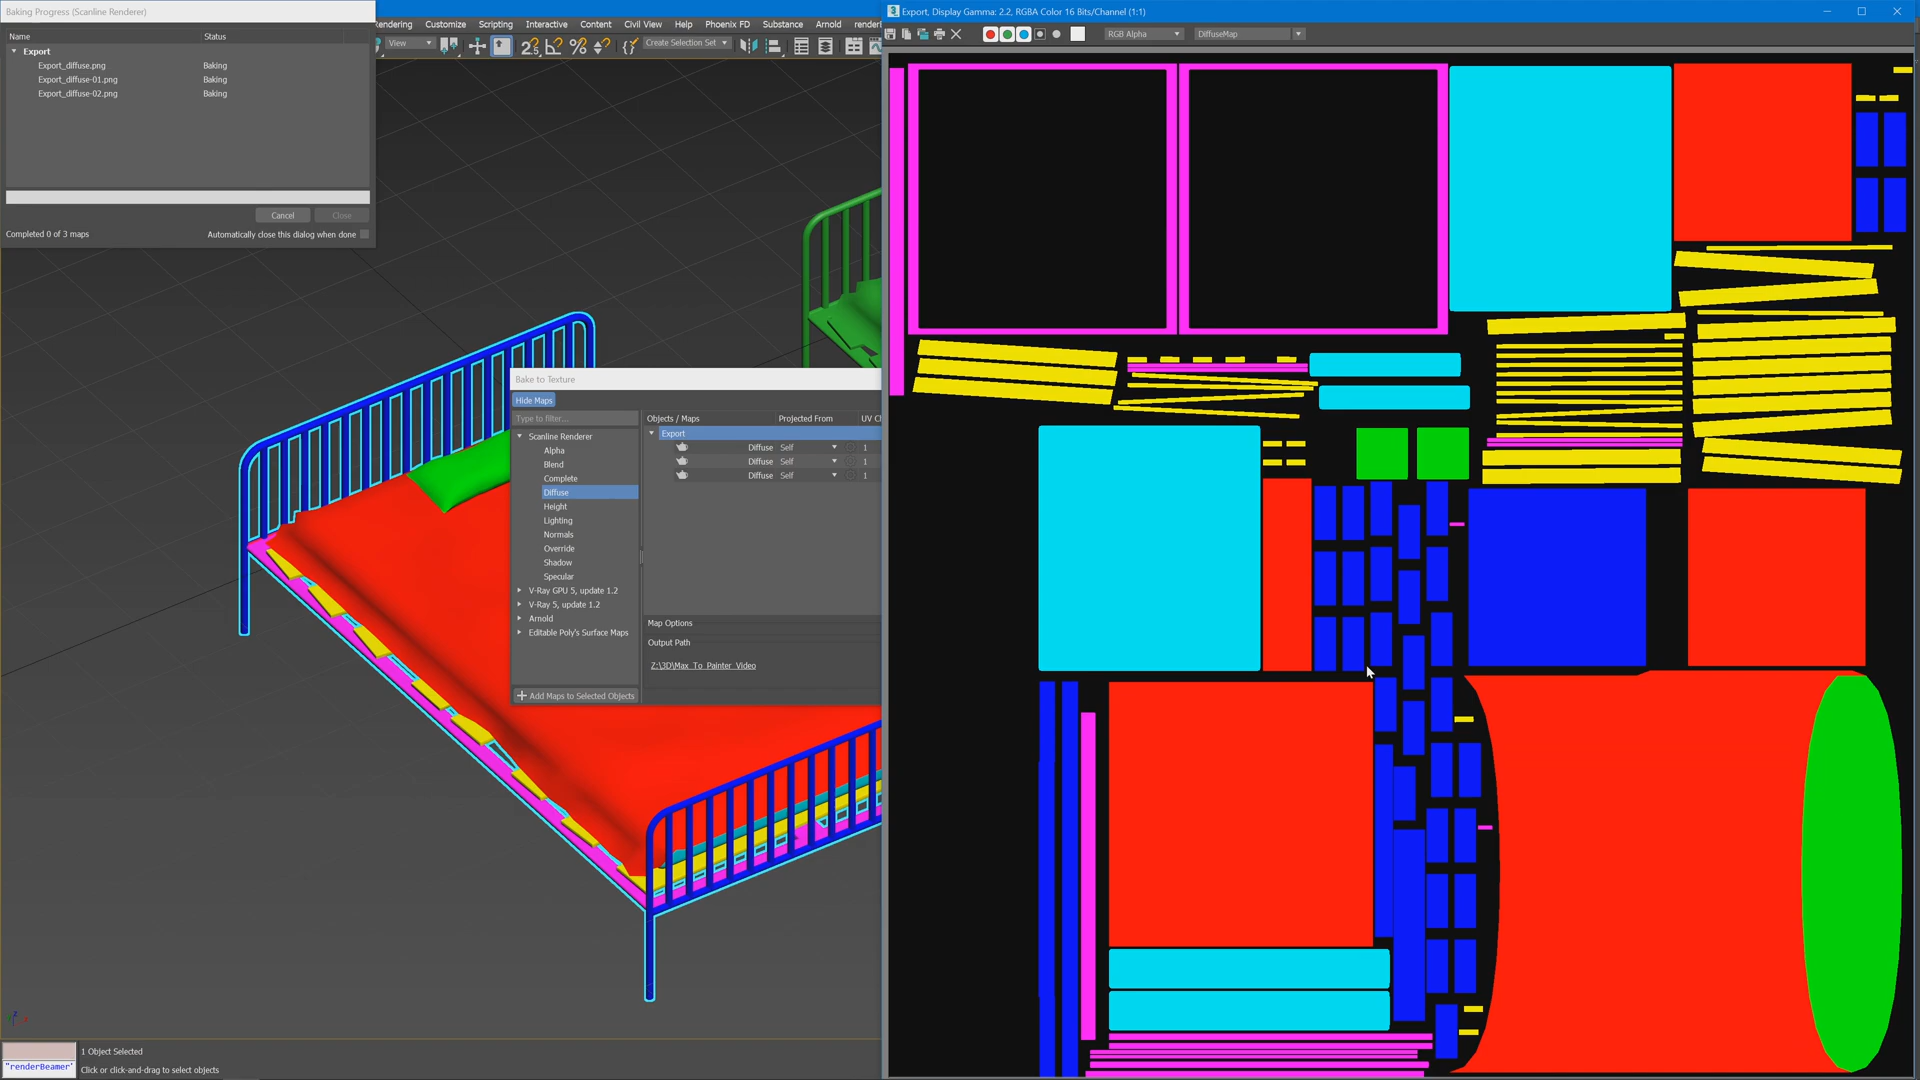 Baking Progress (Scanline Renderer)
Name Status
Export
Export_diffuse.png Baking
Export_diffuse-01.png Baking
Export_diffuse-02.png Baking
Cancel Close
Completed 0 of 3 maps Automatically close this dialog when done
endering Customize Scripting Interactive Content Civil View Help Phoenix FD Substance Arnold render
View Create Selection Set
Export, Display Gamma: 2.2, RGBA Color 16 Bits/Channel (1:1)
RGB Alpha DiffuseMap
Bake to Texture
Hide Maps
Type to filter...
Scanline Renderer
Alpha
Blend
Complete
Diffuse
Height
Lighting
Normals
Override
Shadow
Specular
V-Ray GPU 5, update 1.2
V-Ray 5, update 1.2
Arnold
Editable Poly's Surface Maps
Add Maps to Selected Objects
Objects / Maps Projected From UV C
Export
Diffuse Self 1
Diffuse Self 1
Diffuse Self 1
Map Options
Output Path
Z:\3D\Max_To_Painter_Video
1 Object Selected
"renderBeamer"
Click or click-and-drag to select objects